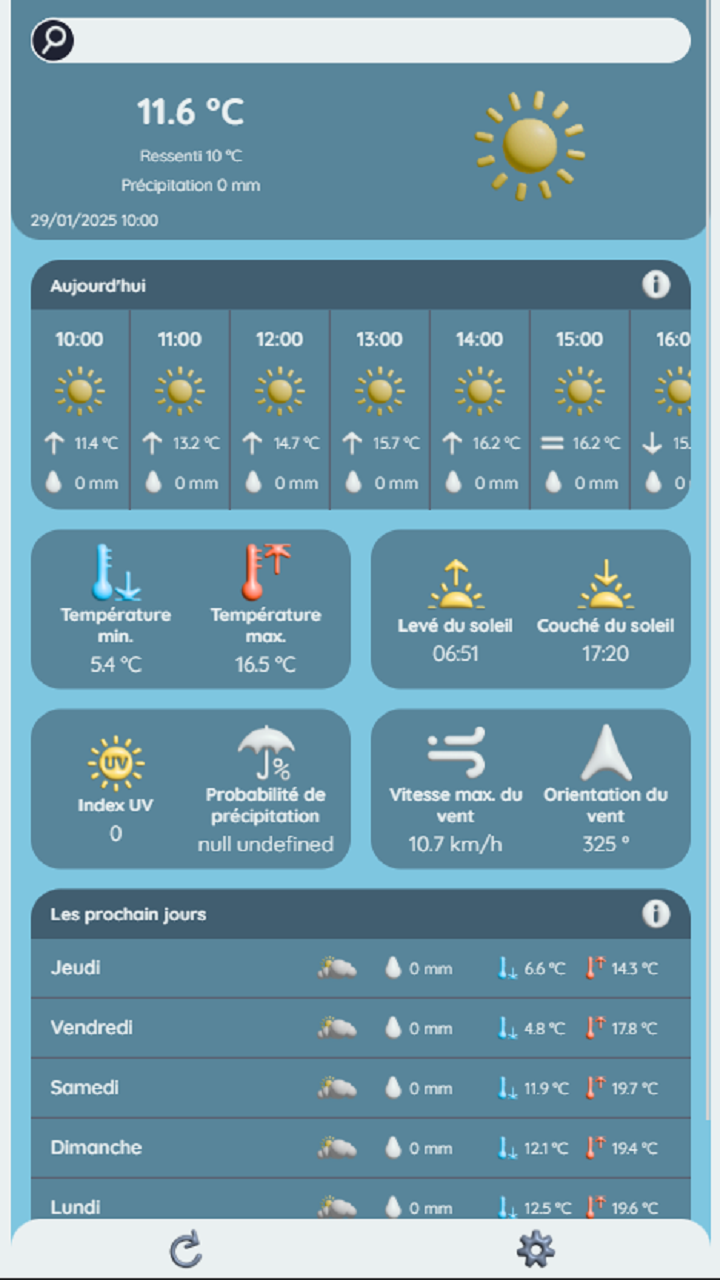 11.6 °C
Ressenti 10 °C
Précipitation 0 mm
29/01/2025 10:00
Aujourd'hui
10:00 11:00 12:00 13:00 14:00 15:00 16:0
11.4 °C 13.2 °C 14.7 °C 15.7 °C 16.2 °C 16.2 °C 15.
0 mm 0 mm 0 mm 0 mm 0 mm 0 mm 0
Température min.
5.4 °C
Température max.
16.5 °C
Levé du soleil
06:51
Couché du soleil
17:20
UV
Index UV
0
%
Probabilité de précipitation
null undefined
Vitesse max. du vent
10.7 km/h
Orientation du vent
325 °
Les prochain jours
Jeudi 0 mm 6.6 °C 14.3 °C
Vendredi 0 mm 4.8 °C 17.8 °C
Samedi 0 mm 11.9 °C 19.7 °C
Dimanche 0 mm 12.1 °C 19.4 °C
Lundi 0 mm 12.5 °C 19.6 °C